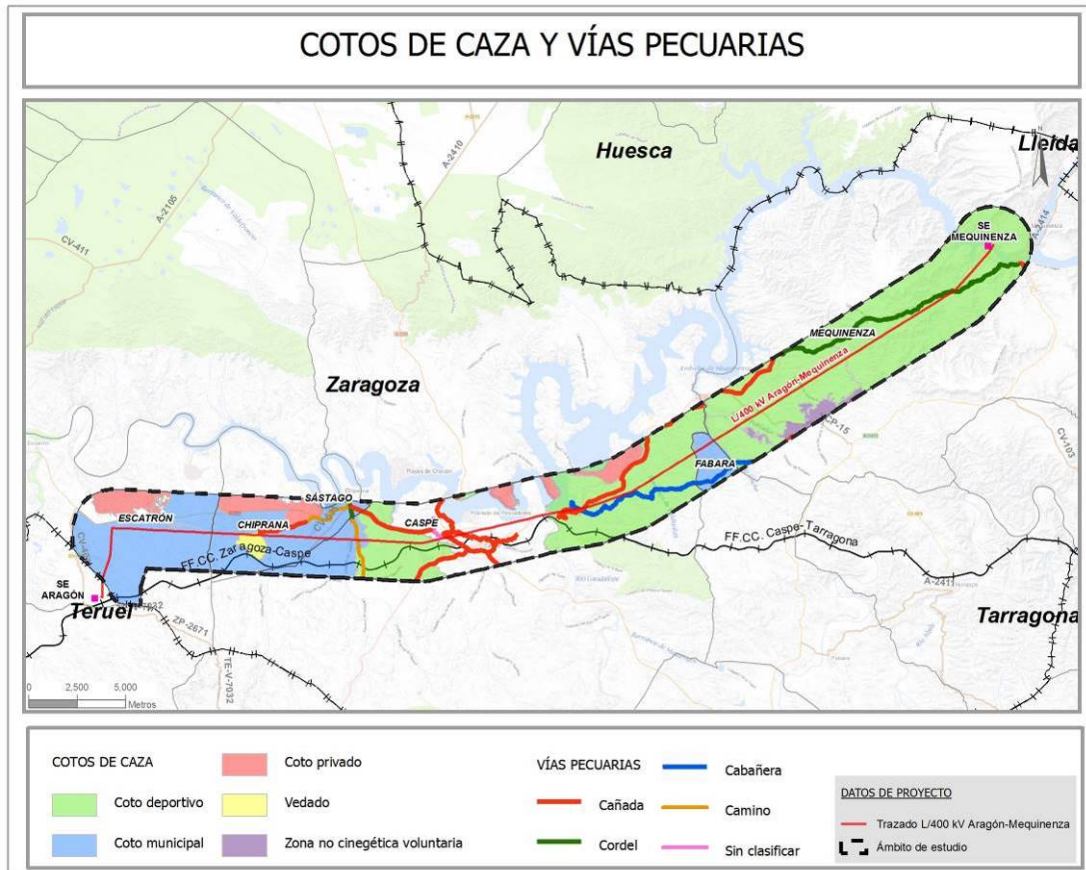 COTOS DE CAZA Y VÍAS PECUARIAS
Huesca
Lleida
N
A-2410
A-2105
CV-411
A-2414
SE
MEQUINENZA
MEQUINENZA
Zaragoza
L/400 kV Aragón-Mequinenza
CP-15
CV-103
FABARA
SÁSTAGO
ESCATRÓN
CHIPRANA
CASPE
FF.CC. Zaragoza-Caspe
FF.CC. Caspe-Tarragona
A-2411
Río Guadalope
SE
ARAGÓN
Teruel
ZP-2671
TE-V-7032
Tarragona
0 2,500 5,000
Metros
COTOS DE CAZA
Coto deportivo
Coto municipal
Coto privado
Vedado
Zona no cinegética voluntaria
VÍAS PECUARIAS
Cañada
Cordel
Cabañera
Camino
Sin clasificar
DATOS DE PROYECTO
Trazado L/400 kV Aragón-Mequinenza
Ámbito de estudio